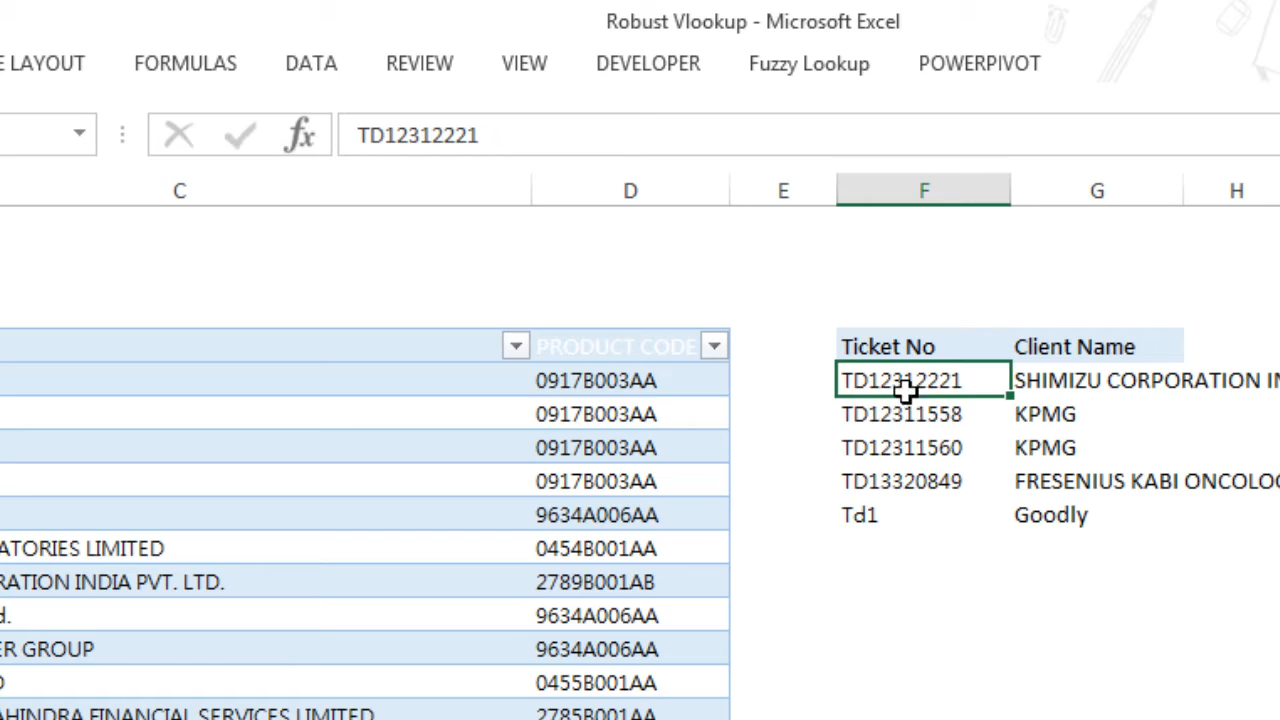 Robust Vlookup - Microsoft Excel
E LAYOUT FORMULAS DATA REVIEW VIEW DEVELOPER Fuzzy Lookup POWERPIVOT
fx TD12312221
C D E F G H
PRODUCT CODE Ticket No Client Name
0917B003AA TD12312221 SHIMIZU CORPORATION IN
0917B003AA TD12311558 KPMG
0917B003AA TD12311560 KPMG
0917B003AA TD13320849 FRESENIUS KABI ONCOLOG
9634A006AA Td1 Goodly
ATORIES LIMITED 0454B001AA
RATION INDIA PVT. LTD. 2789B001AB
d. 9634A006AA
ER GROUP 9634A006AA
D 0455B001AA
AHINDRA FINANCIAL SERVICES LIMITED 2785B001AA